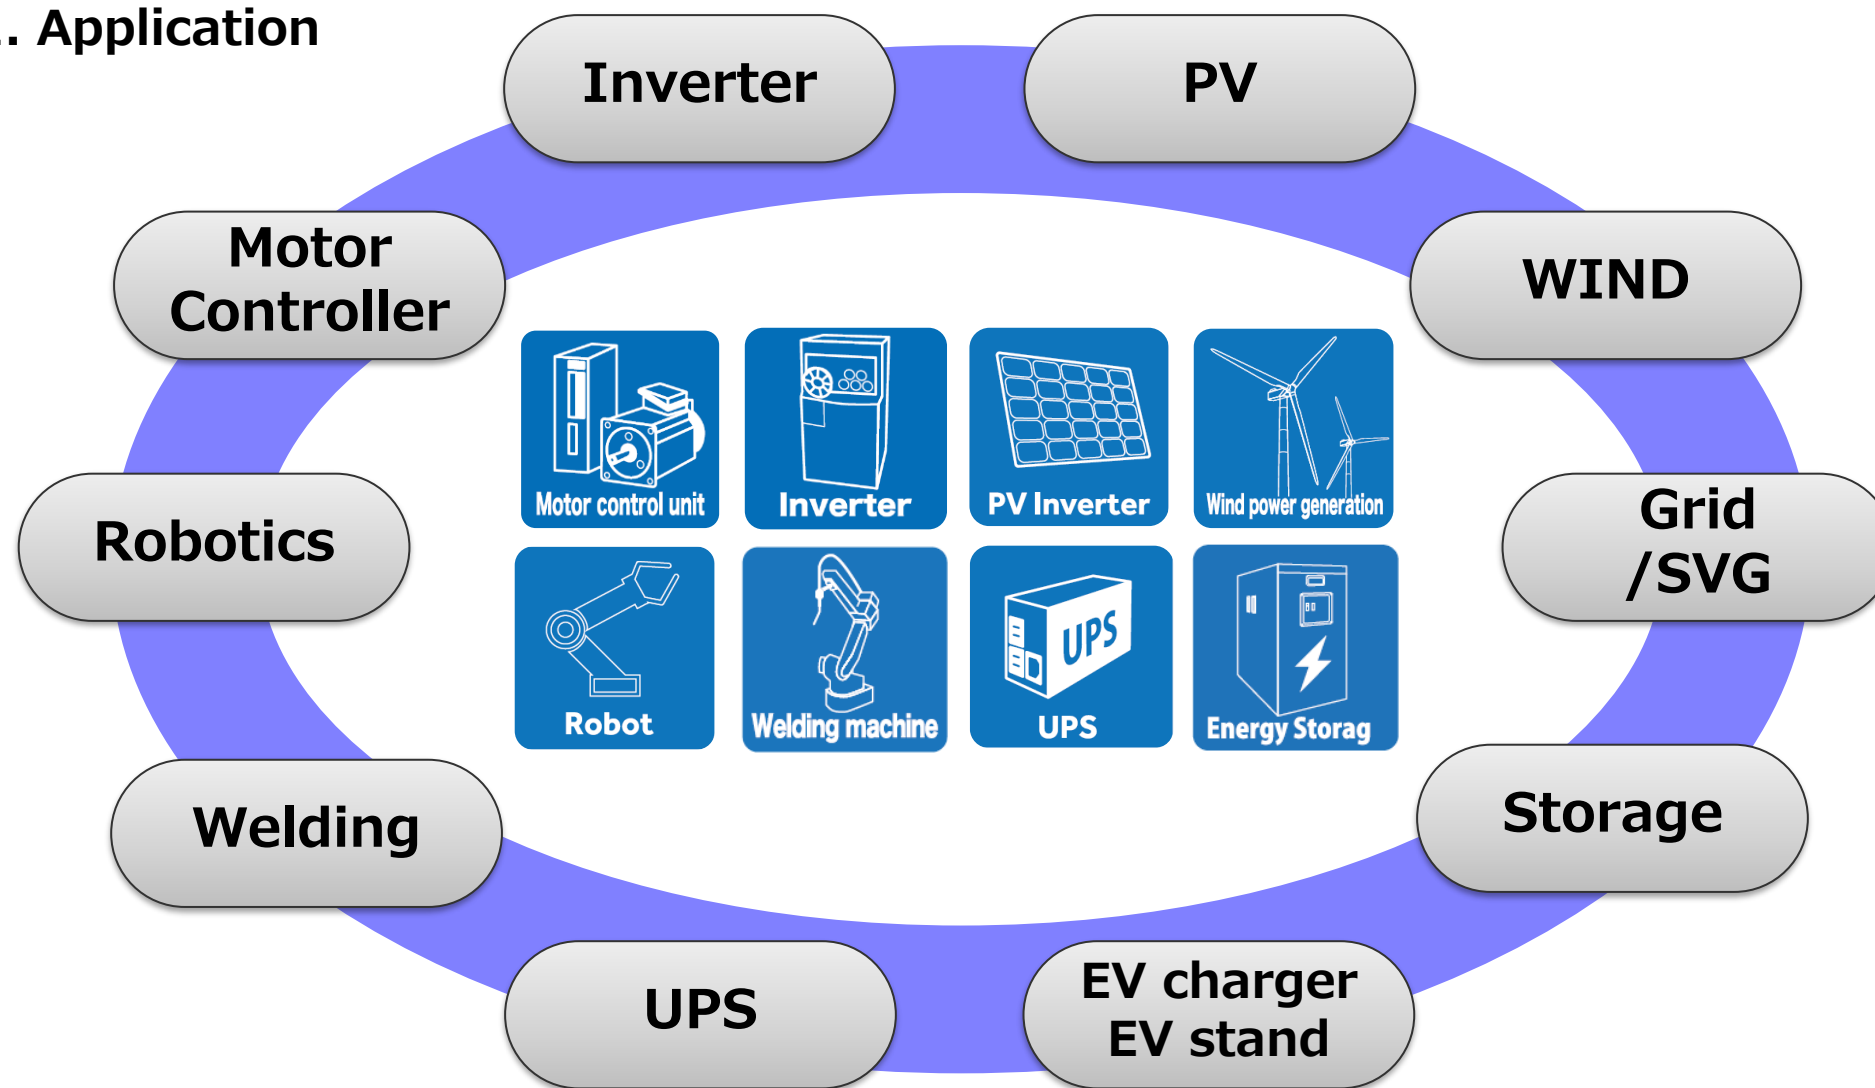 . Application
Inverter
PV
Motor
Controller
WIND
Motor control unit
Inverter
PV Inverter
Wind power generation
Robotics
Grid
/SVG
UPS
Robot
Welding machine
UPS
Energy Storag
Welding
Storage
UPS
EV charger
EV stand